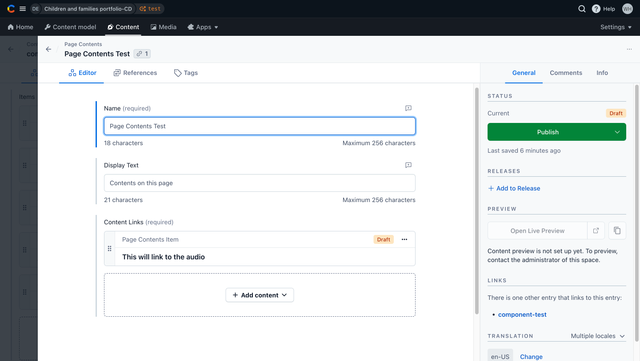 DE Children and families portfolio-CD test
Help WH
Home Content model Content Media Apps Settings
Page Contents
Page Contents Test 1
Editor References Tags
General Comments Info
Name (required)
Page Contents Test
18 characters Maximum 256 characters
Display Text
Contents on this page
21 characters Maximum 256 characters
Content Links (required)
Page Contents Item Draft
This will link to the audio
+ Add content
STATUS
Current Draft
Publish
Last saved 6 minutes ago
RELEASES
+ Add to Release
PREVIEW
Open Live Preview
Content preview is not set up yet. To preview,
contact the administrator of this space.
LINKS
There is one other entry that links to this entry:
• component-test
TRANSLATION Multiple locales
en-US Change